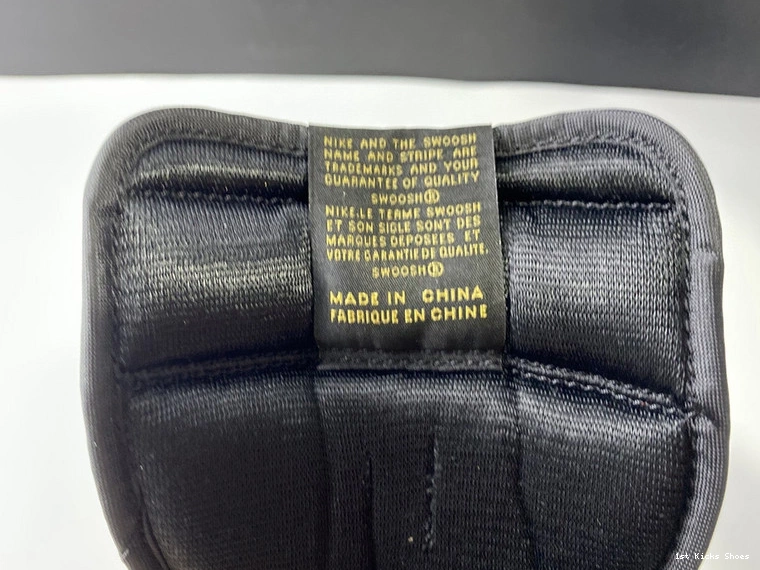 NIKE AND THE SWOOSH
NAME AND STRIPE, ARE
TRADEMARKS AND YOUR
GUARANTEE OF QUALITY
SWOOSH®
NIKE-LE TERME SWOOSH
ET SON SIGLE SONT DES
MARQUES DEPOSEES ET
VOTRE GARANTIE DE QUALITE.
SWOOSH®
MADE IN CHINA
FABRIQUE EN CHINE
1st Kicks Shoes